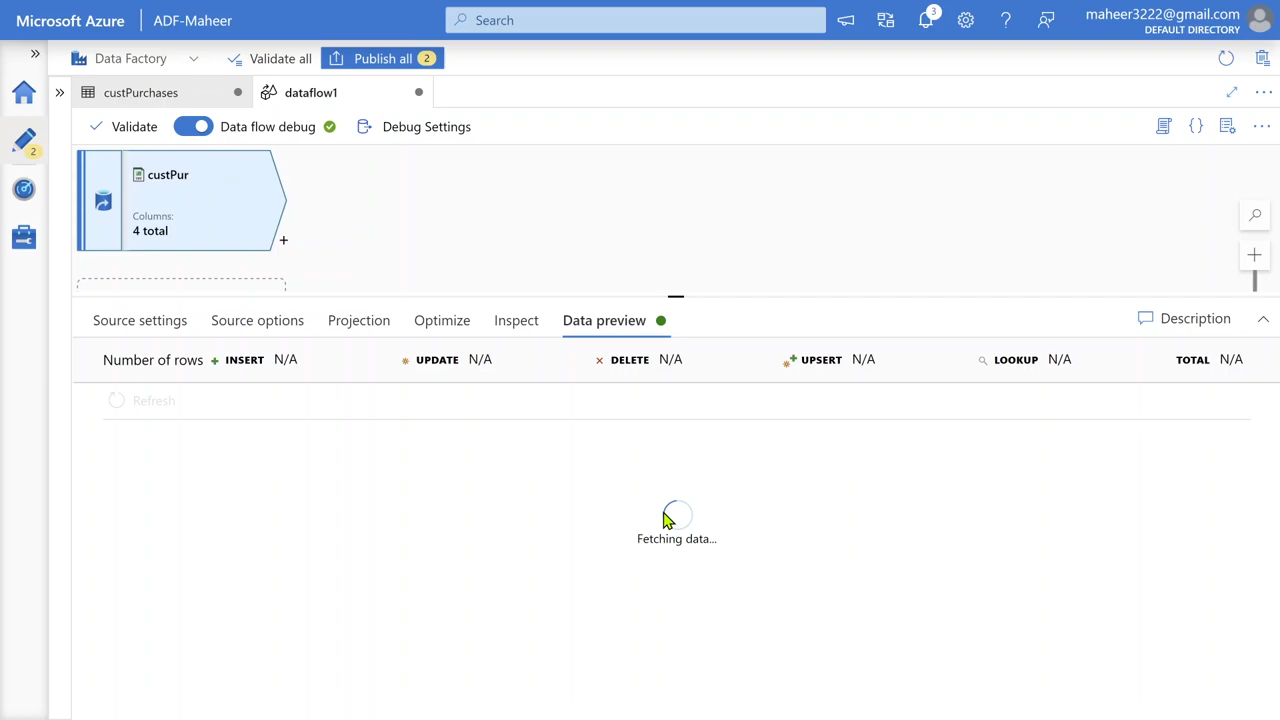 Microsoft Azure
ADF-Maheer
Search
3
maheer3222@gmail.com
DEFAULT DIRECTORY
Data Factory
Validate all
Publish all 2
custPurchases
dataflow1
2
Validate
Data flow debug
Debug Settings
custPur
Columns:
4 total
Source settings
Source options
Projection
Optimize
Inspect
Data preview
Description
Number of rows
INSERT N/A
UPDATE N/A
DELETE N/A
UPSERT N/A
LOOKUP N/A
TOTAL N/A
Refresh
Fetching data...